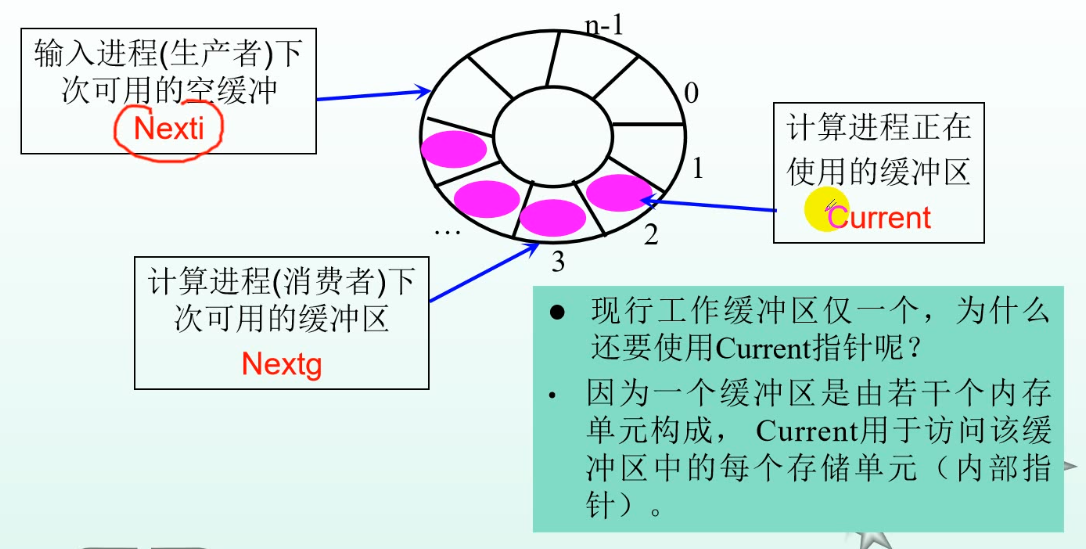 输入进程(生产者)下
次可用的空缓冲
Nexti
n-1
0
1
2
3
…
计算进程正在
使用的缓冲区
Current
计算进程(消费者)下
次可用的缓冲区
Nextg
● 现行工作缓冲区仅一个，为什么
还要使用Current指针呢？
• 因为一个缓冲区是由若干个内存
单元构成， Current用于访问该缓
冲区中的每个存储单元（内部指
针）。